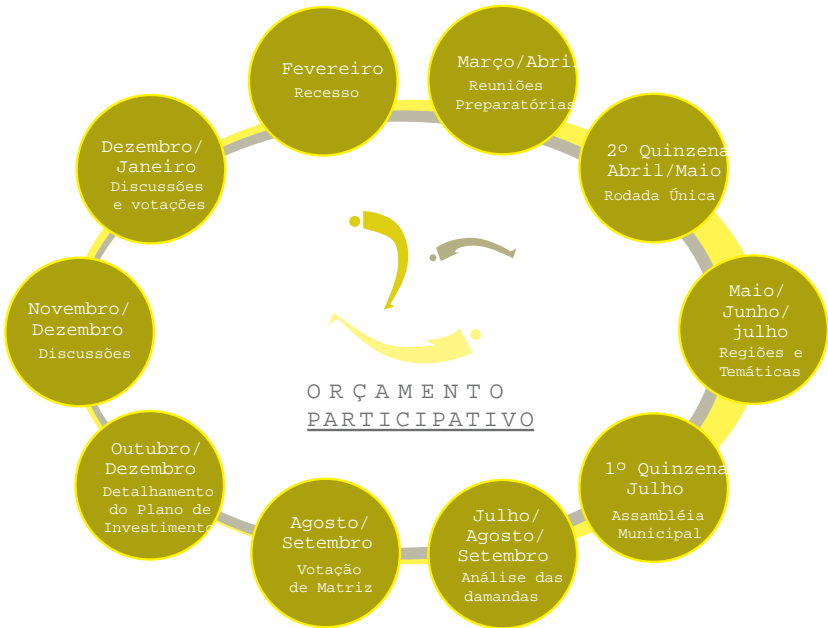 Fevereiro
Recesso
Março/Abril
Reuniões
Preparatórias
2º Quinzena
Abril/Maio
Rodada Única
Maio/
Junho/
julho
Regiões e
Temáticas
1º Quinzena
Julho
Assambléia
Municipal
Julho/
Agosto/
Setembro
Análise das
damandas
Agosto/
Setembro
Votação
de Matriz
Outubro/
Dezembro
Detalhamento
do Plano de
Investimento
Novembro/
Dezembro
Discussões
Dezembro/
Janeiro
Discussões
e votações
ORÇAMENTO
PARTICIPATIVO